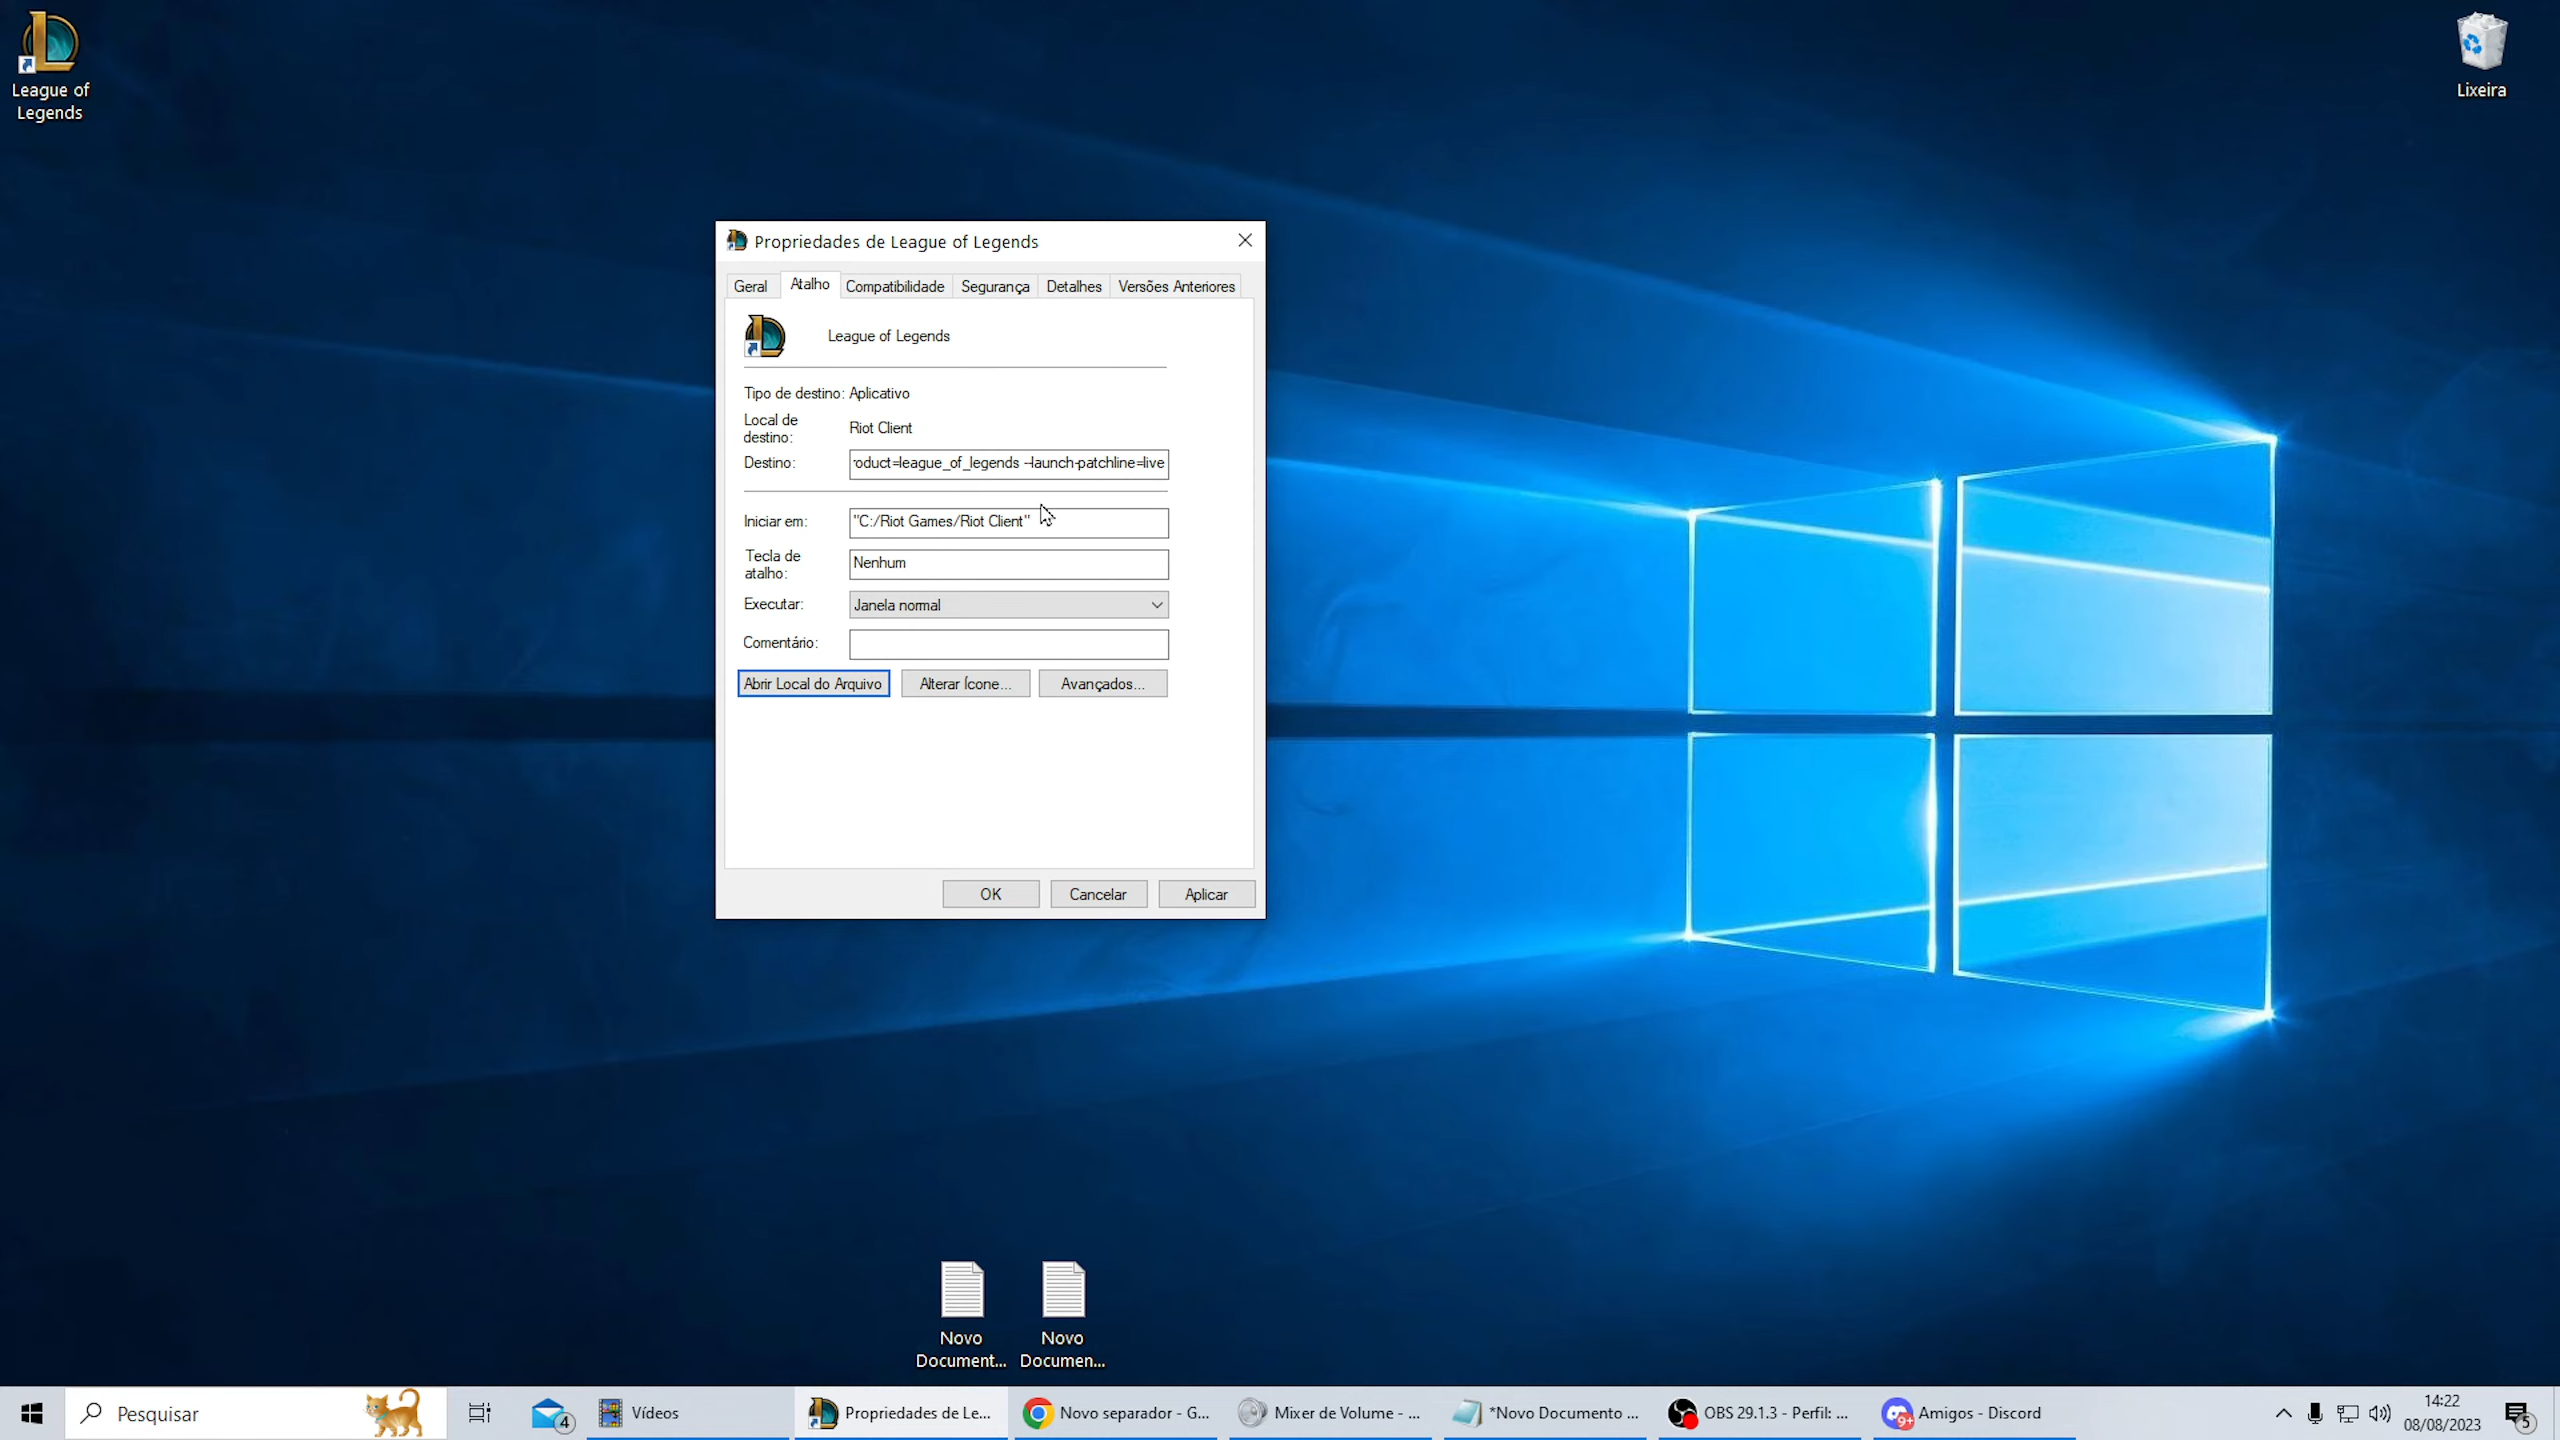 League of
Legends
Lixeira
Propriedades de League of Legends
Geral
Atalho
Compatibilidade
Segurança
Detalhes
Versões Anteriores
League of Legends
Tipo de destino: Aplicativo
Local de
destino:
Riot Client
Destino:
roduct=league_of_legends --launch-patchline=live
Iniciar em:
"C:/Riot Games/Riot Client"
Tecla de
atalho:
Nenhum
Executar:
Janela normal
Comentário:
Abrir Local do Arquivo
Alterar Ícone...
Avançados...
OK
Cancelar
Aplicar
Novo
Document...
Novo
Documen...
Pesquisar
4
Vídeos
Propriedades de Le...
Novo separador - G...
Mixer de Volume - ...
*Novo Documento ...
OBS 29.1.3 - Perfil: ...
9+
Amigos - Discord
14:22
08/08/2023
5